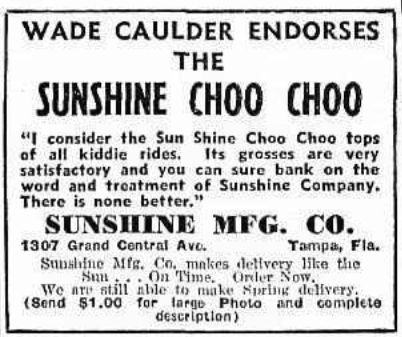 WADE CAULDER ENDORSES
THE
SUNSHINE CHOO CHOO
"I consider the Sun Shine Choo Choo tops
of all kiddie rides. Its grosses are very
satisfactory and you can sure bank on the
word and treatment of Sunshine Company.
There is none better."
SUNSHINE MFG. CO.
1307 Grand Central Ave. Tampa, Fla.
Sunshine Mfg. Co. makes delivery like the
Sun . . . On Time. Order Now.
We are still able to make Spring delivery.
(Send $1.00 for large Photo and complete
description)